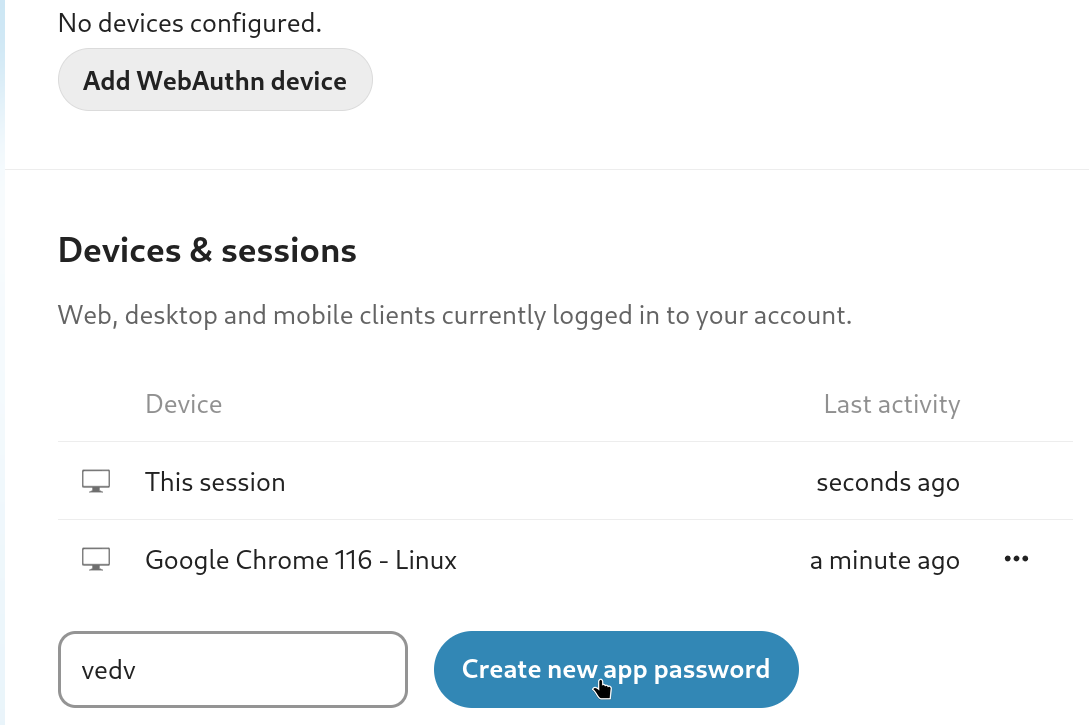 No devices configured.
Add WebAuthn device
Devices & sessions
Web, desktop and mobile clients currently logged in to your account.
Device Last activity
This session seconds ago
Google Chrome 116 - Linux a minute ago •••
vedv Create new app password